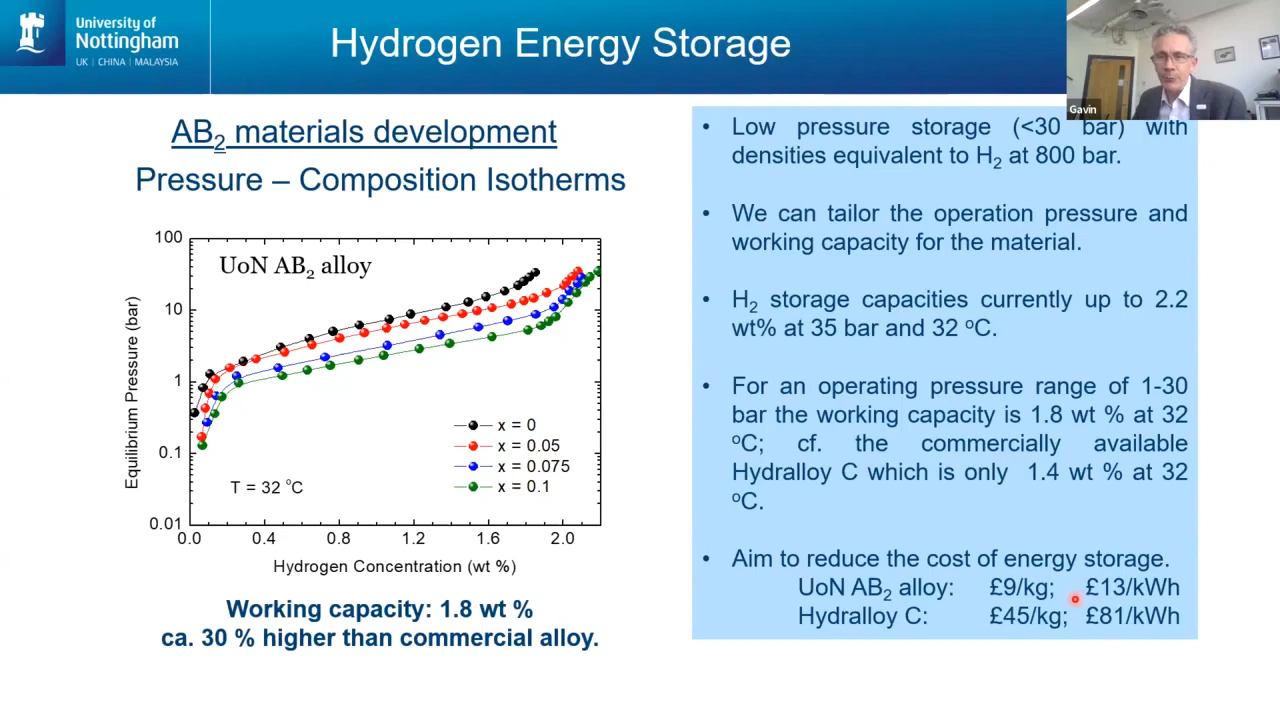 University of
Nottingham
UK | CHINA | MALAYSIA
Hydrogen Energy Storage
Gavin
AB₂ materials development
Pressure – Composition Isotherms
100
10
1
0.1
0.01
Equilibrium Pressure (bar)
UoN AB₂ alloy
x = 0
x = 0.05
x = 0.075
x = 0.1
T = 32 °C
0.0 0.4 0.8 1.2 1.6 2.0
Hydrogen Concentration (wt %)
Working capacity: 1.8 wt %
ca. 30 % higher than commercial alloy.
• Low pressure storage (<30 bar) with
densities equivalent to H₂ at 800 bar.
• We can tailor the operation pressure and
working capacity for the material.
• H₂ storage capacities currently up to 2.2
wt% at 35 bar and 32 °C.
• For an operating pressure range of 1-30
bar the working capacity is 1.8 wt % at 32
°C; cf. the commercially available
Hydralloy C which is only 1.4 wt % at 32
°C.
• Aim to reduce the cost of energy storage.
UoN AB₂ alloy: £9/kg; £13/kWh
Hydralloy C: £45/kg; £81/kWh